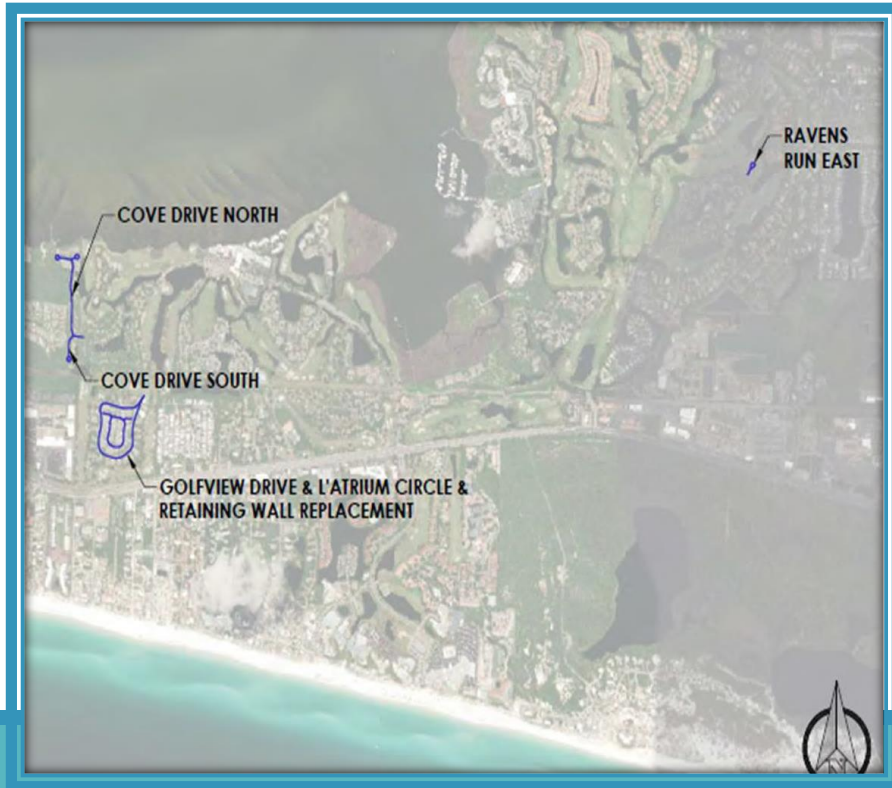 RAVENS
RUN EAST
COVE DRIVE NORTH
COVE DRIVE SOUTH
GOLFVIEW DRIVE & L'ATRIUM CIRCLE &
RETAINING WALL REPLACEMENT
N